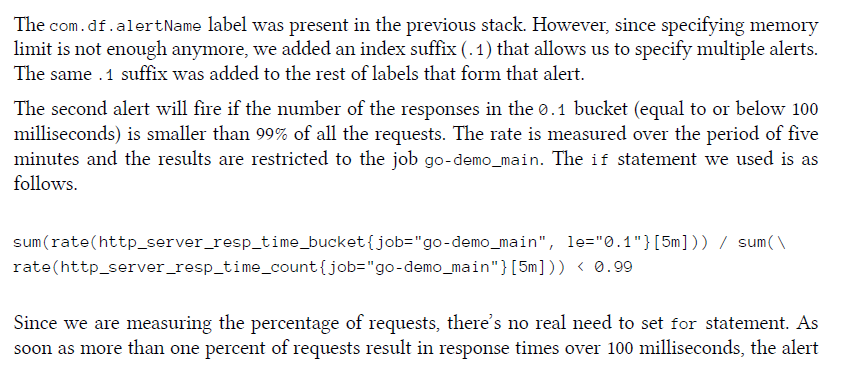 The com.df.alertName label was present in the previous stack. However, since specifying memory
limit is not enough anymore, we added an index suffix (.1) that allows us to specify multiple alerts.
The same .1 suffix was added to the rest of labels that form that alert.
The second alert will fire if the number of the responses in the 0.1 bucket (equal to or below 100
milliseconds) is smaller than 99% of all the requests. The rate is measured over the period of five
minutes and the results are restricted to the job go-demo_main. The if statement we used is as
follows.
sum(rate(http_server_resp_time_bucket{job="go-demo_main", le="0.1"}[5m])) / sum(\
rate(http_server_resp_time_count{job="go-demo_main"}[5m])) < 0.99
Since we are measuring the percentage of requests, there's no real need to set for statement. As
soon as more than one percent of requests result in response times over 100 milliseconds, the alert